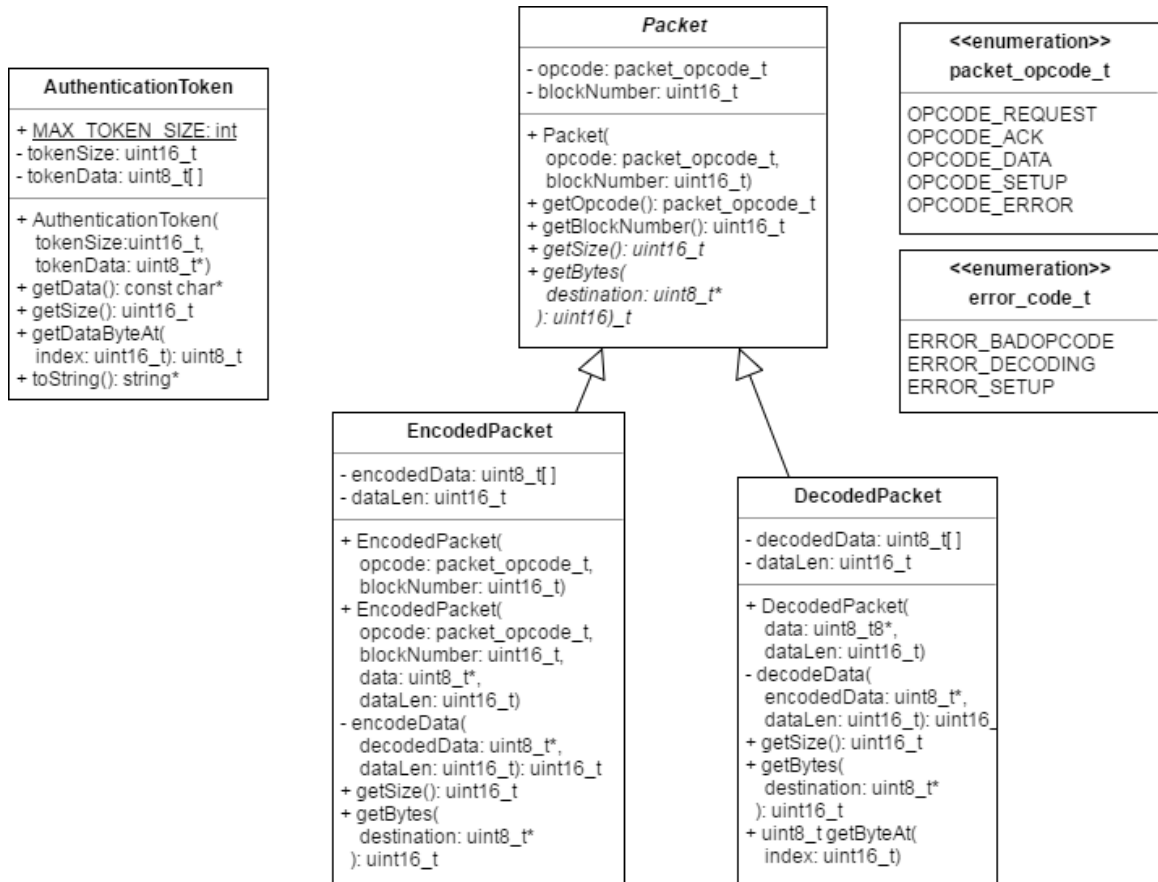 AuthenticationToken
+ MAX_TOKEN_SIZE: int
- tokenSize: uint16_t
- tokenData: uint8_t[ ]
+ AuthenticationToken(
tokenSize:uint16_t,
tokenData: uint8_t*)
+ getData(): const char*
+ getSize(): uint16_t
+ getDataByteAt(
index: uint16_t): uint8_t
+ toString(): string*
Packet
- opcode: packet_opcode_t
- blockNumber: uint16_t
+ Packet(
opcode: packet_opcode_t,
blockNumber: uint16_t)
+ getOpcode(): packet_opcode_t
+ getBlockNumber(): uint16_t
+ getSize(): uint16_t
+ getBytes(
destination: uint8_t*
): uint16)_t
<<enumeration>>
packet_opcode_t
OPCODE_REQUEST
OPCODE_ACK
OPCODE_DATA
OPCODE_SETUP
OPCODE_ERROR
<<enumeration>>
error_code_t
ERROR_BADOPCODE
ERROR_DECODING
ERROR_SETUP
EncodedPacket
- encodedData: uint8_t[ ]
- dataLen: uint16_t
+ EncodedPacket(
opcode: packet_opcode_t,
blockNumber: uint16_t)
+ EncodedPacket(
opcode: packet_opcode_t,
blockNumber: uint16_t,
data: uint8_t*,
dataLen: uint16_t)
- encodeData(
decodedData: uint8_t*,
dataLen: uint16_t): uint16_t
+ getSize(): uint16_t
+ getBytes(
destination: uint8_t*
): uint16_t
DecodedPacket
- decodedData: uint8_t[ ]
- dataLen: uint16_t
+ DecodedPacket(
data: uint8_t8*,
dataLen: uint16_t)
- decodeData(
encodedData: uint8_t*,
dataLen: uint16_t): uint16_
+ getSize(): uint16_t
+ getBytes(
destination: uint8_t*
): uint16_t
+ uint8_t getByteAt(
index: uint16_t)